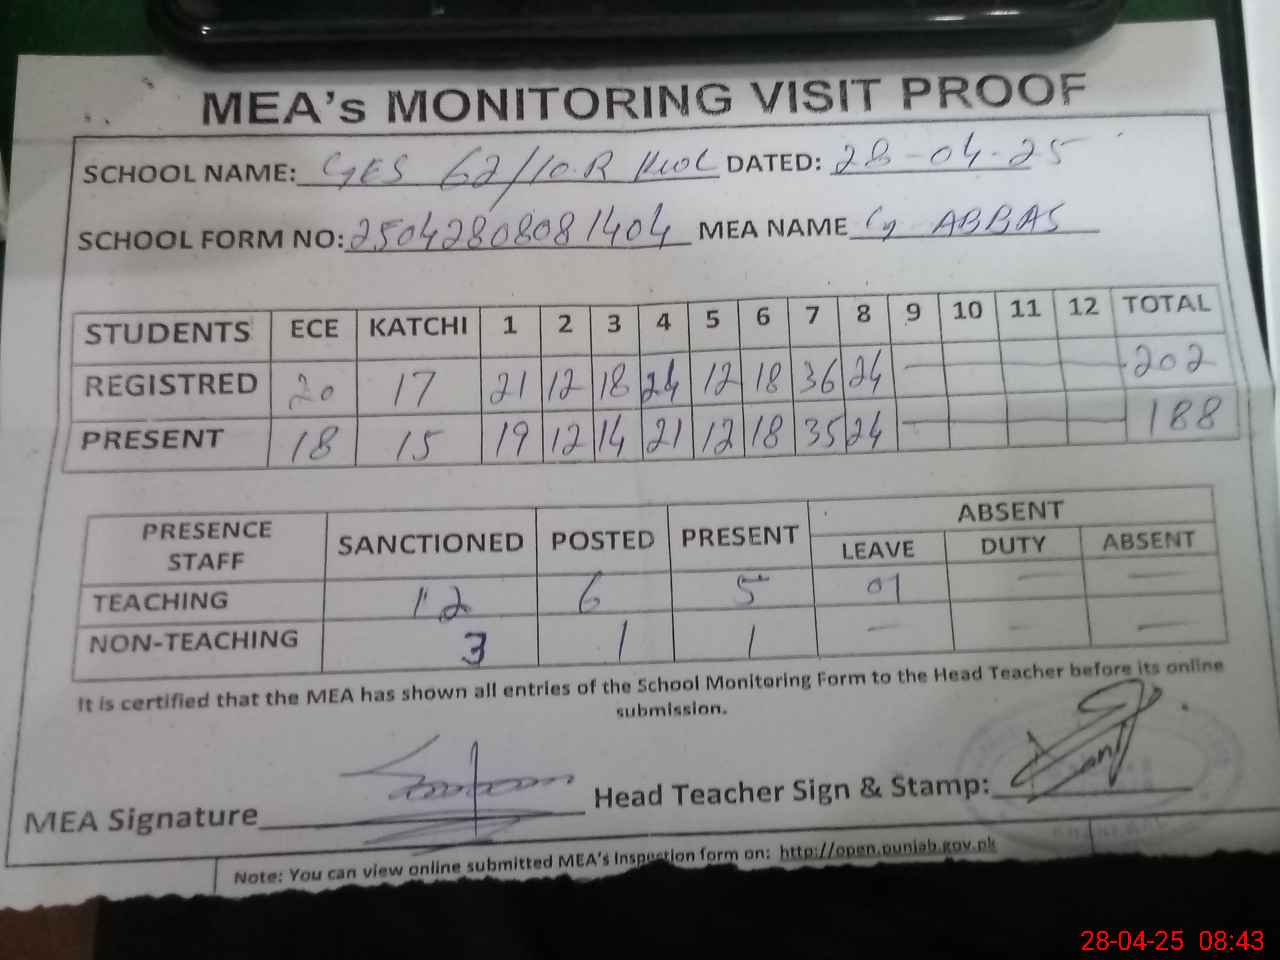 MEA's MONITORING VISIT PROOF
SCHOOL NAME: GES 62/10.R KWL DATED: 28-04-25
SCHOOL FORM NO: 25042808081404 MEA NAME ABBAS
STUDENTS ECE KATCHI 1 2 3 4 5 6 7 8 9 10 11 12 TOTAL
REGISTRED 20 17 21 12 18 24 12 18 36 24 — — — — 202
PRESENT 18 15 19 12 14 21 12 18 35 24 — — — — 188
PRESENCE STAFF SANCTIONED POSTED PRESENT ABSENT
LEAVE DUTY ABSENT
TEACHING 12 6 5 01 — —
NON-TEACHING 3 1 1 — — —
It is certified that the MEA has shown all entries of the School Monitoring Form to the Head Teacher before its online
submission.
MEA Signature Head Teacher Sign & Stamp:
Note: You can view online submitted MEA's Inspection form on: http://open.punjab.gov.pk
28-04-25 08:43